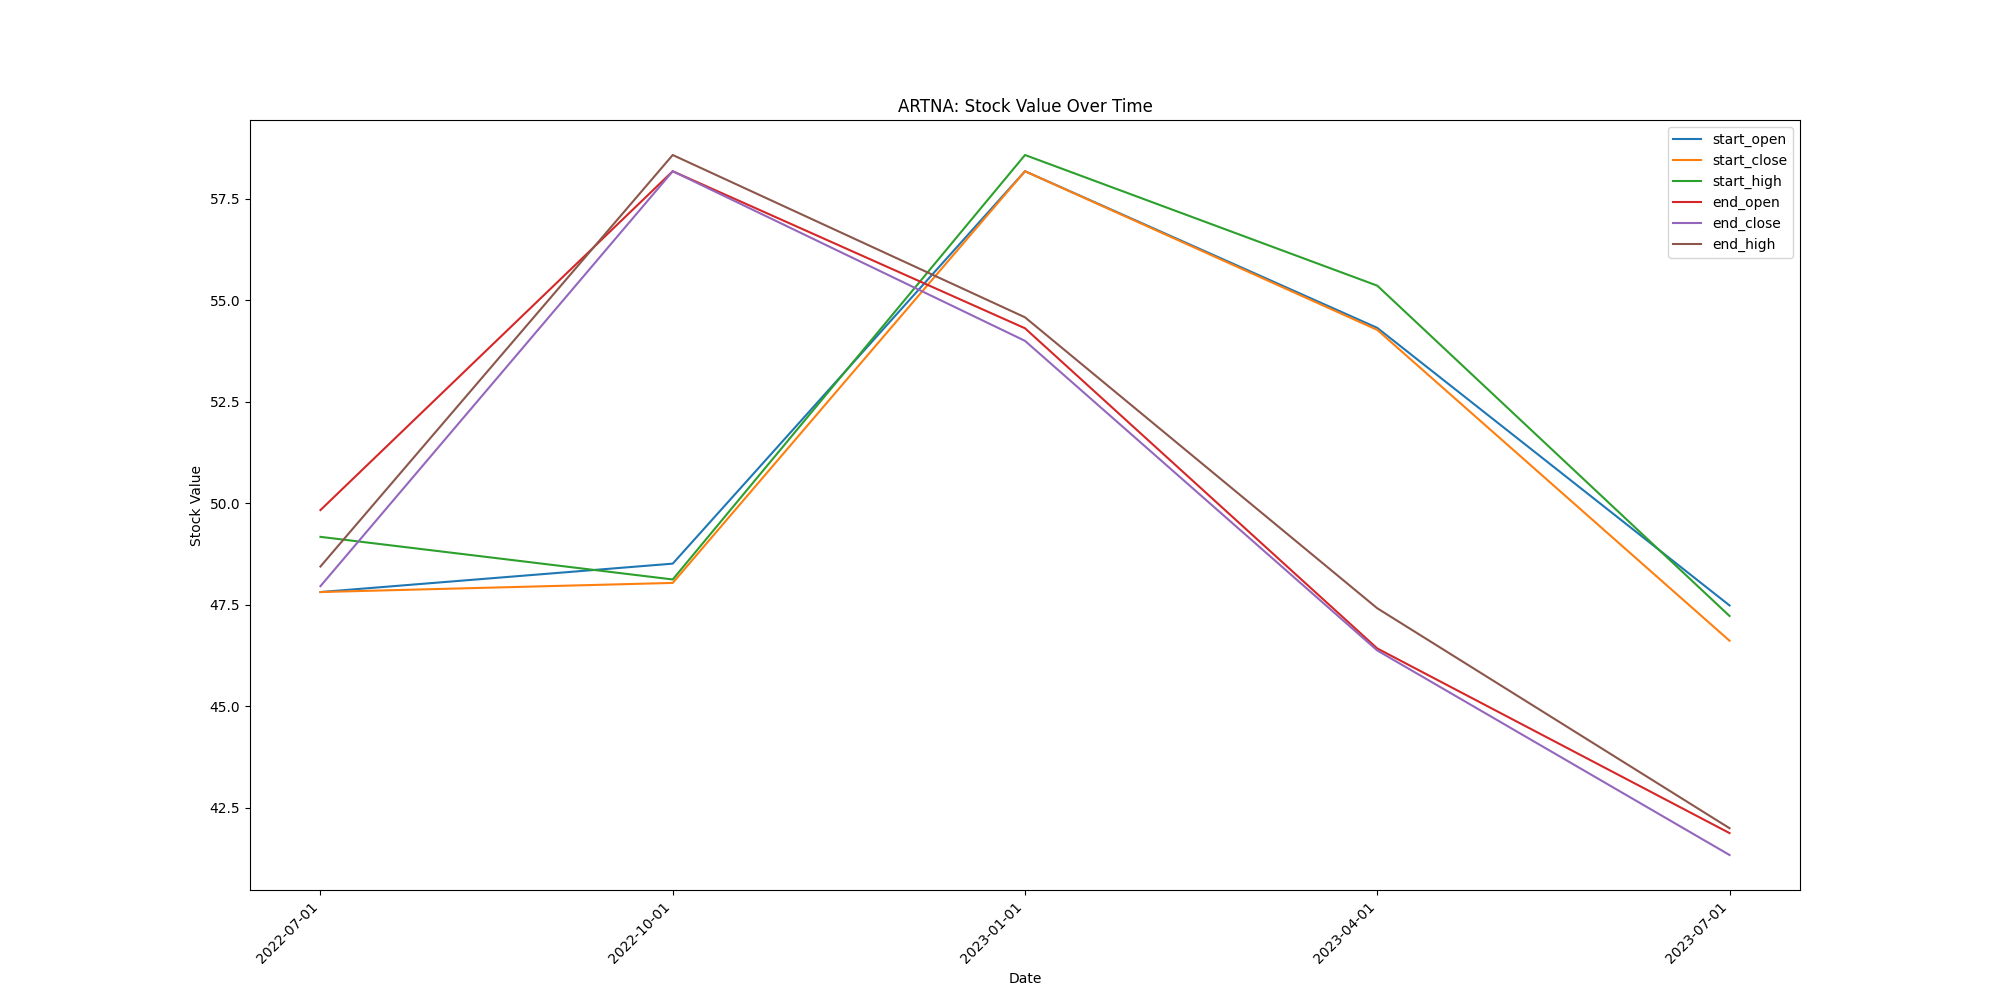 ARTNA: Stock Value Over Time
start_open
start_close
start_high
end_open
end_close
end_high
57.5
55.0
52.5
50.0
47.5
45.0
42.5
Stock Value
2022-07-01
2022-10-01
2023-01-01
2023-04-01
2023-07-01
Date